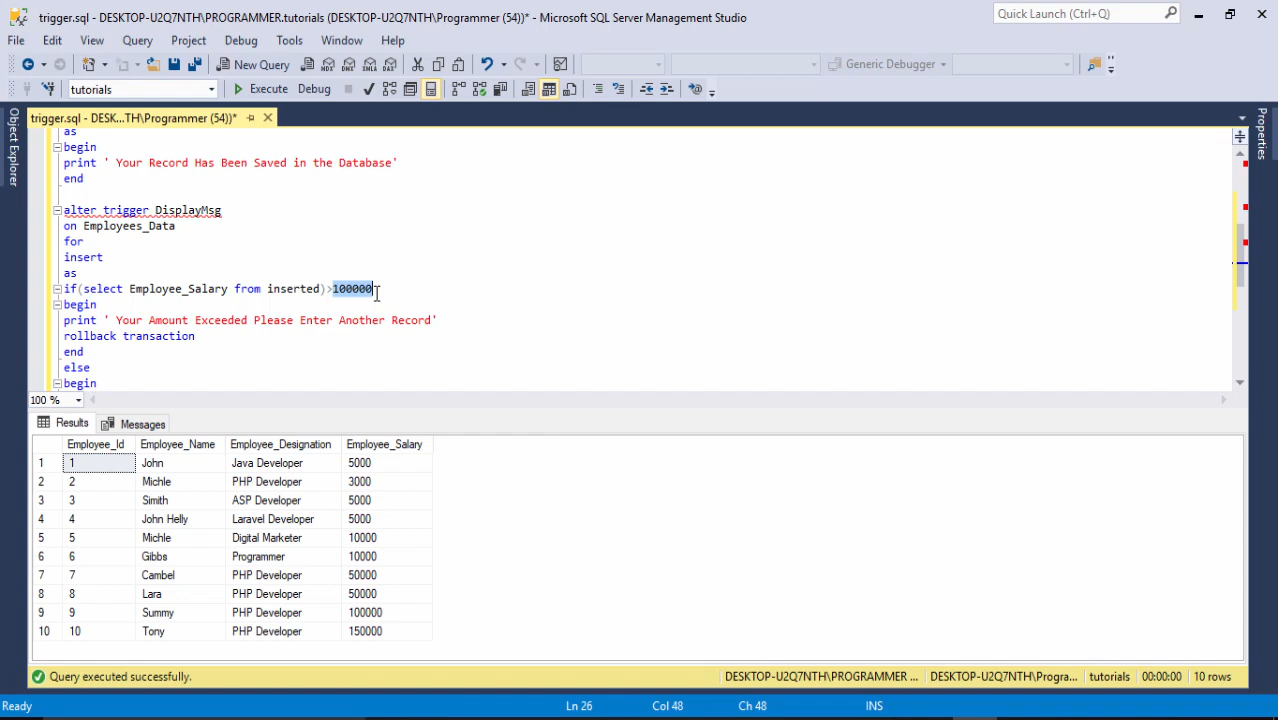 trigger.sql - DESKTOP-U2Q7NTH\PROGRAMMER.tutorials (DESKTOP-U2Q7NTH\Programmer (54))* - Microsoft SQL Server Management Studio
Quick Launch (Ctrl+Q)
File Edit View Query Project Debug Tools Window Help
New Query
MDX DMX XMLA DAX
Generic Debugger
tutorials
Execute Debug
trigger.sql - DESK...TH\Programmer (54))*
Object Explorer
Properties
as
begin
print ' Your Record Has Been Saved in the Database'
end
alter trigger DisplayMsg
on Employees_Data
for
insert
as
if(select Employee_Salary from inserted)>100000
begin
print ' Your Amount Exceeded Please Enter Another Record'
rollback transaction
end
else
begin
100 %
Results Messages
Employee_Id Employee_Name Employee_Designation Employee_Salary
1 1 John Java Developer 5000
2 2 Michle PHP Developer 3000
3 3 Simith ASP Developer 5000
4 4 John Helly Laravel Developer 5000
5 5 Michle Digital Marketer 10000
6 6 Gibbs Programmer 10000
7 7 Cambel PHP Developer 50000
8 8 Lara PHP Developer 50000
9 9 Summy PHP Developer 100000
10 10 Tony PHP Developer 150000
Query executed successfully. DESKTOP-U2Q7NTH\PROGRAMMER ... DESKTOP-U2Q7NTH\Progra... tutorials 00:00:00 10 rows
Ready Ln 26 Col 48 Ch 48 INS